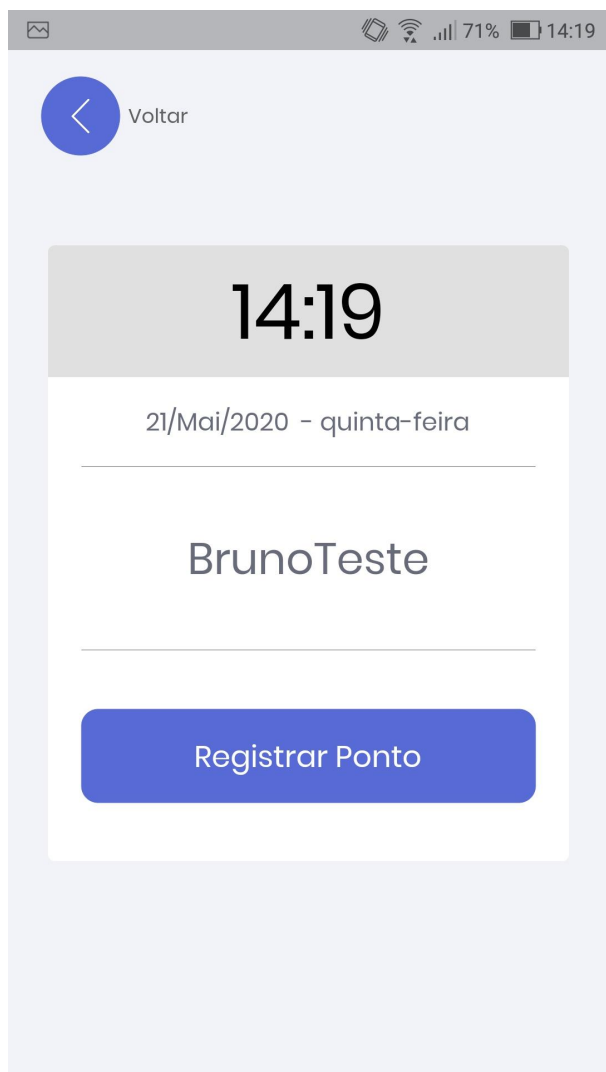 71% 14:19
Voltar
14:19
21/Mai/2020 - quinta-feira
BrunoTeste
Registrar Ponto